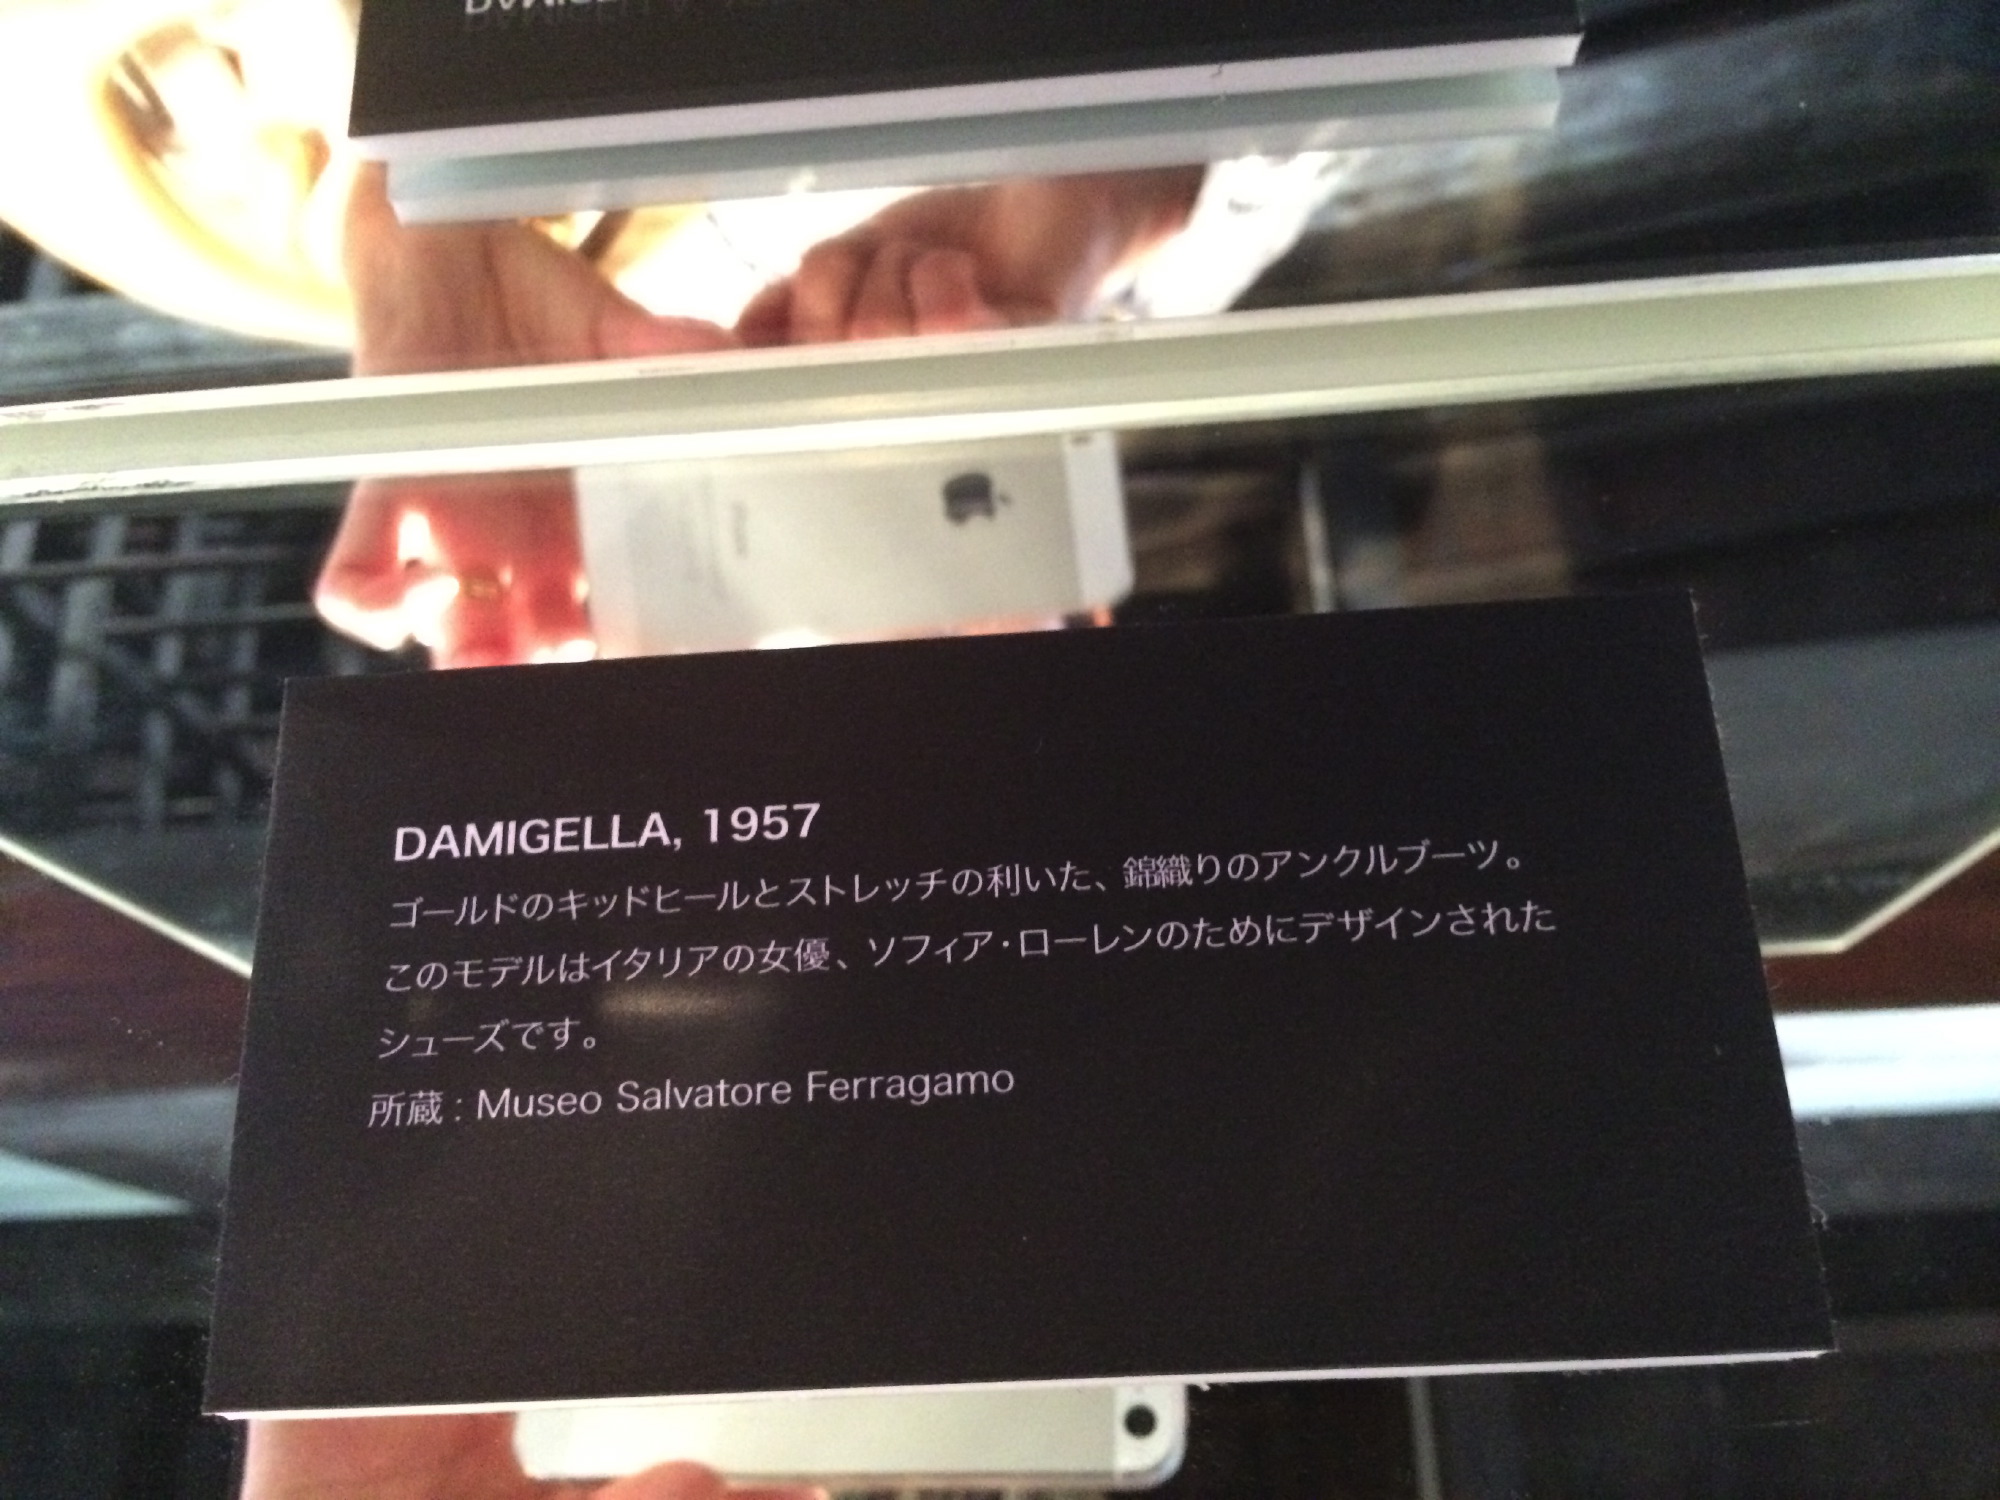 DAMIGELLA, 1957
ゴールドのキッドヒールとストレッチの利いた、錦織りのアンクルブーツ。
このモデルはイタリアの女優、ソフィア・ローレンのためにデザインされた
シューズです。
所蔵 : Museo Salvatore Ferragamo